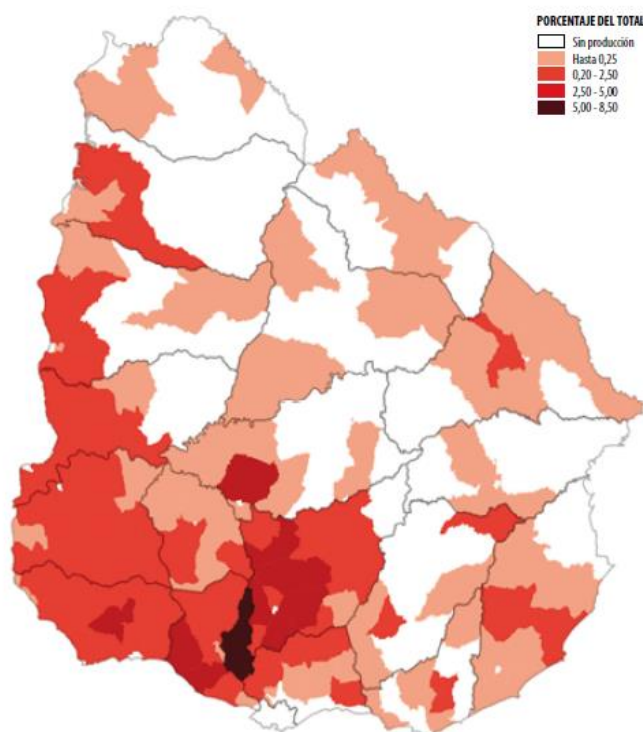 PORCENTAJE DEL TOTAL
Sin producción
Hasta 0,25
0,20 - 2,50
2,50 - 5,00
5,00 - 8,50